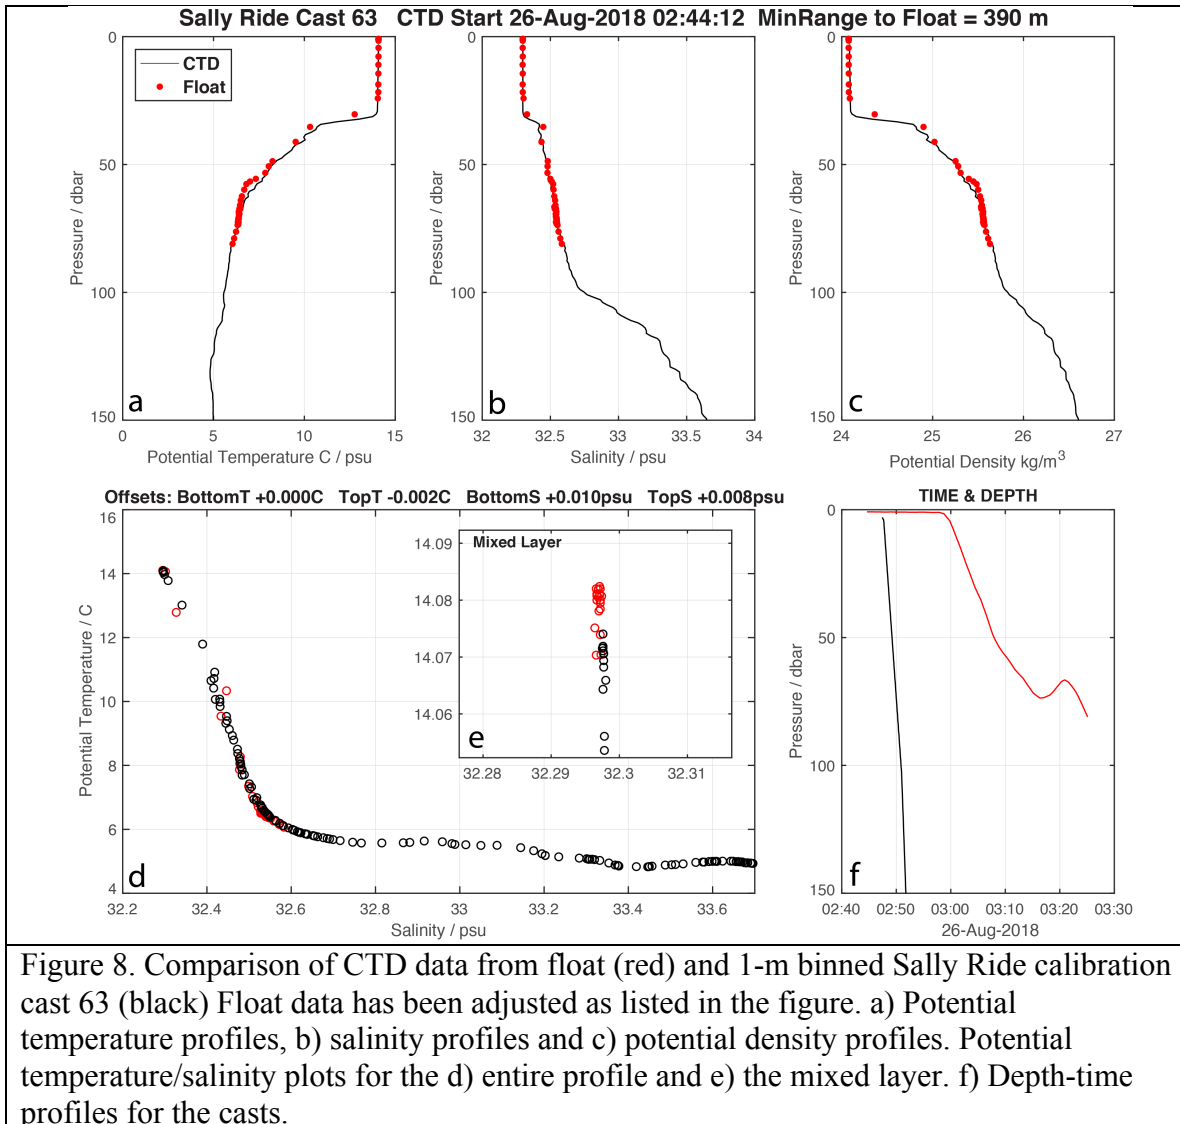 Sally Ride Cast 63   CTD Start 26-Aug-2018 02:44:12  MinRange to Float = 390 m
0
50
100
150
Pressure / dbar
CTD
Float
a
0 5 10 15
Potential Temperature C / psu
0
50
100
150
Pressure / dbar
b
32 32.5 33 33.5 34
Salinity / psu
0
50
100
150
Pressure / dbar
c
24 25 26 27
Potential Density kg/m³
Offsets: BottomT +0.000C   TopT -0.002C   BottomS +0.010psu   TopS +0.008psu
16
14
12
10
8
6
4
Potential Temperature / C
d
32.2 32.4 32.6 32.8 33 33.2 33.4 33.6
Salinity / psu
Mixed Layer
14.09
14.08
14.07
14.06
e
32.28 32.29 32.3 32.31
TIME & DEPTH
0
50
100
150
Pressure / dbar
f
02:40 02:50 03:00 03:10 03:20 03:30
26-Aug-2018
Figure 8. Comparison of CTD data from float (red) and 1-m binned Sally Ride calibration
cast 63 (black) Float data has been adjusted as listed in the figure. a) Potential
temperature profiles, b) salinity profiles and c) potential density profiles. Potential
temperature/salinity plots for the d) entire profile and e) the mixed layer. f) Depth-time
profiles for the casts.